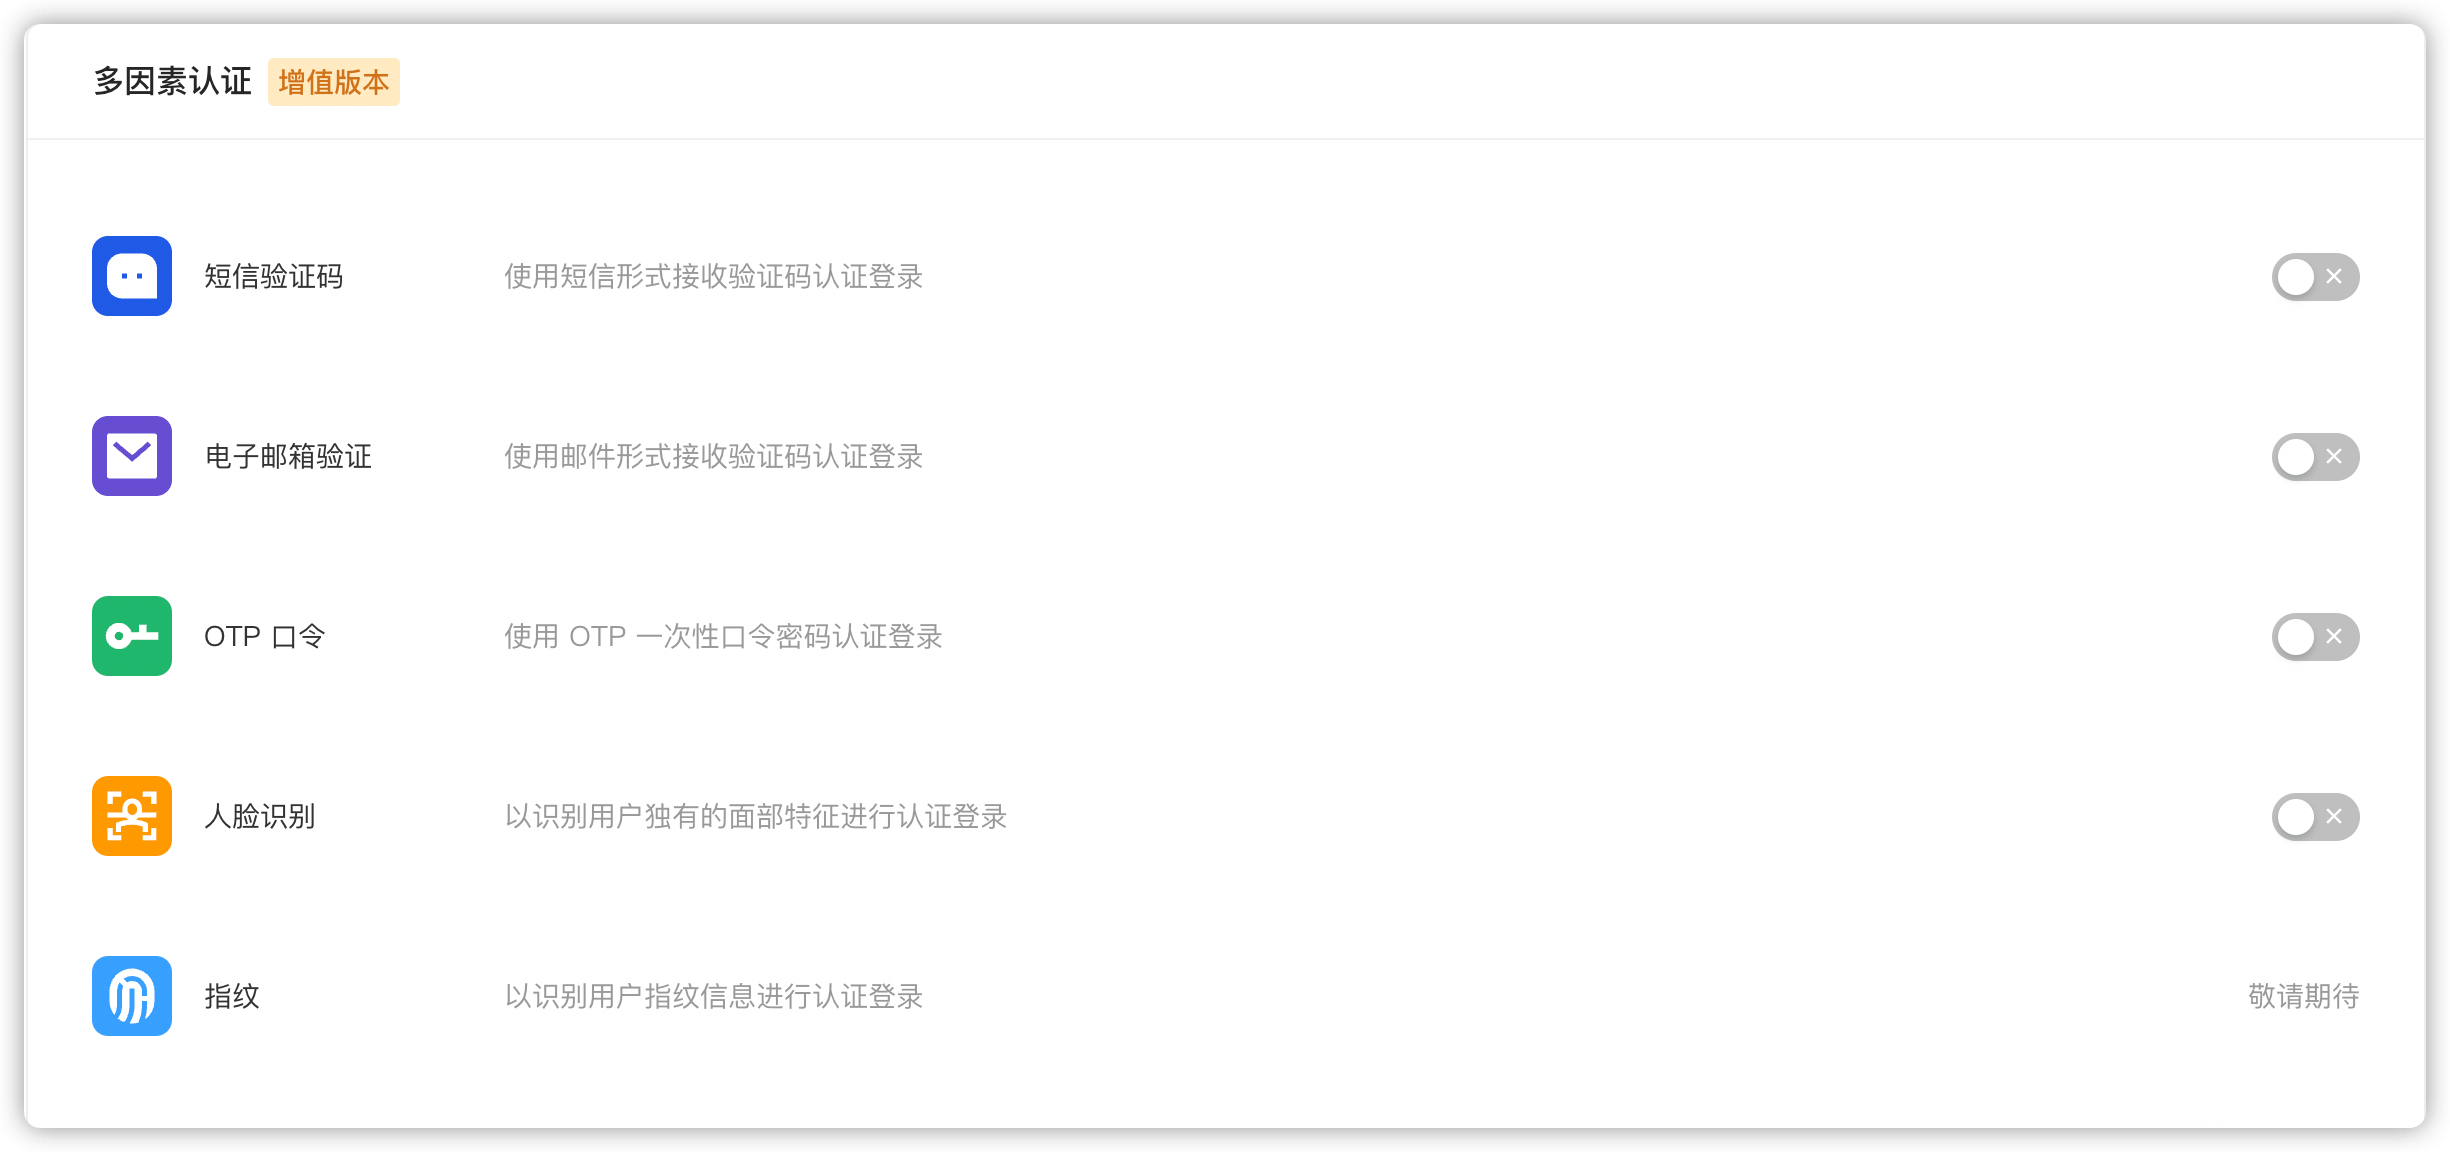 多因素认证 增值版本
短信验证码 使用短信形式接收验证码认证登录
电子邮箱验证 使用邮件形式接收验证码认证登录
OTP 口令 使用 OTP 一次性口令密码认证登录
人脸识别 以识别用户独有的面部特征进行认证登录
指纹 以识别用户指纹信息进行认证登录 敬请期待